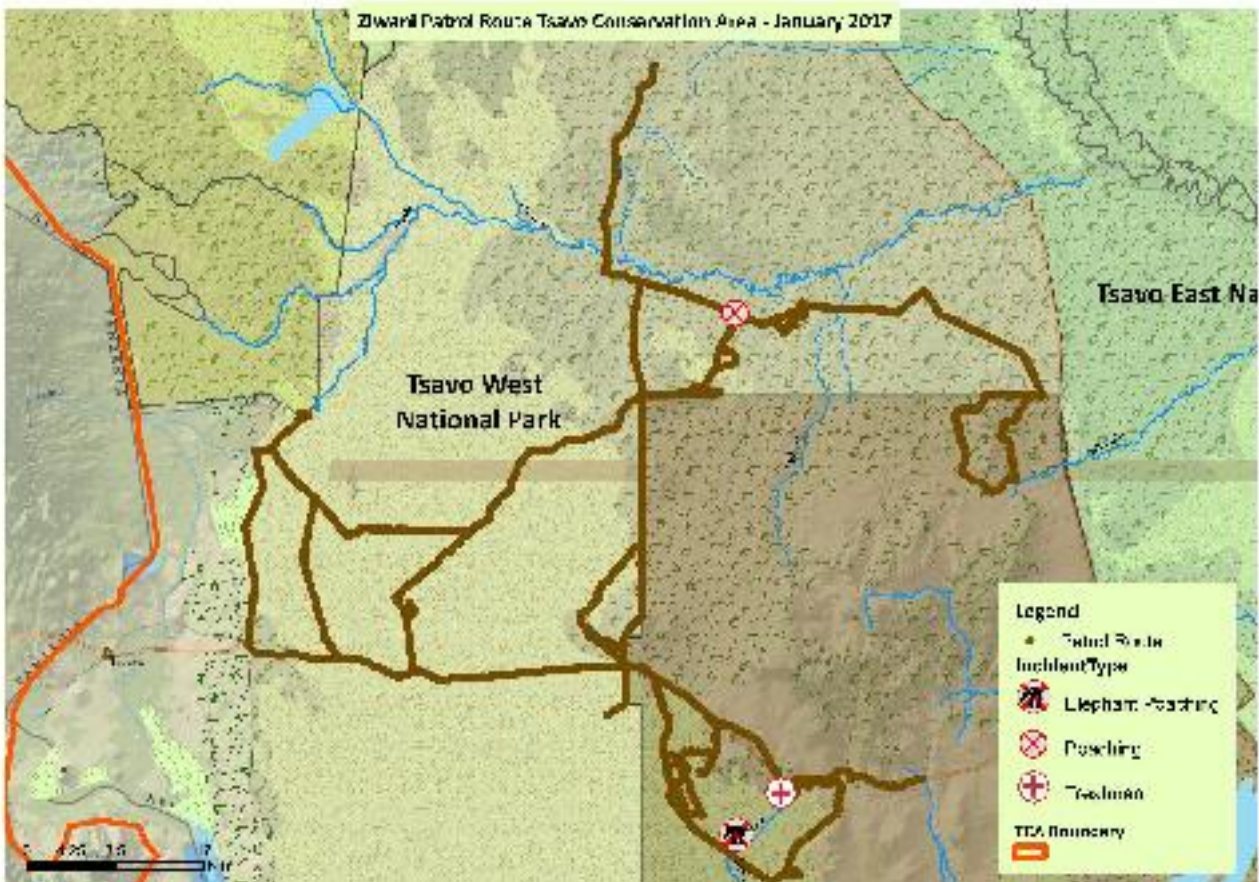 Ziwani Patrol Route Tsavo Conservation Area - January 2017
Tsavo East Na
Tsavo West
National Park
Legend
Patrol Route
IncidentType
Elephant Poaching
Poaching
Treatment
TCA Boundary